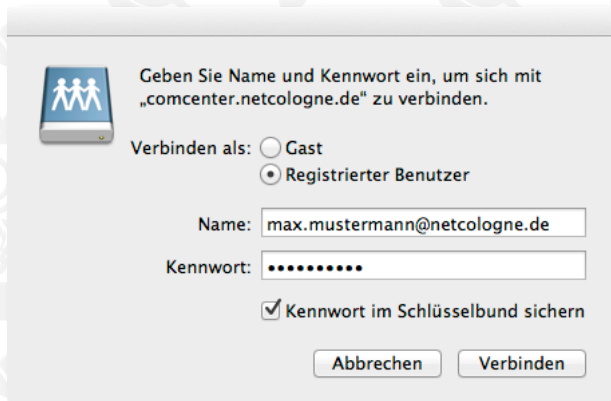 Geben Sie Name und Kennwort ein, um sich mit
„comcenter.netcologne.de“ zu verbinden.
Verbinden als: Gast
Registrierter Benutzer
Name: max.mustermann@netcologne.de
Kennwort: ••••••••••
Kennwort im Schlüsselbund sichern
Abbrechen Verbinden